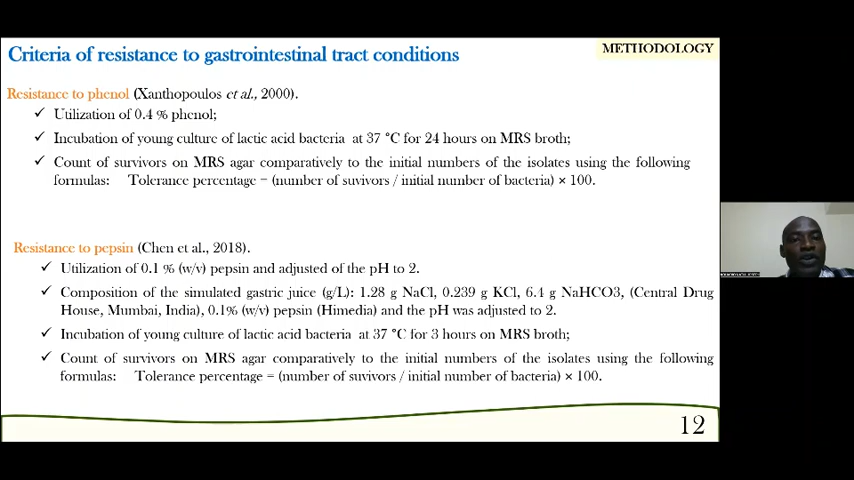 METHODOLOGY
Criteria of resistance to gastrointestinal tract conditions
Resistance to phenol (Xanthopoulos et al., 2000).
✓ Utilization of 0.4 % phenol;
✓ Incubation of young culture of lactic acid bacteria at 37 °C for 24 hours on MRS broth;
✓ Count of survivors on MRS agar comparatively to the initial numbers of the isolates using the following
formulas: Tolerance percentage = (number of suvivors / initial number of bacteria) × 100.
Resistance to pepsin (Chen et al., 2018).
✓ Utilization of 0.1 % (w/v) pepsin and adjusted of the pH to 2.
✓ Composition of the simulated gastric juice (g/L): 1.28 g NaCl, 0.239 g KCl, 6.4 g NaHCO3, (Central Drug
House, Mumbai, India), 0.1% (w/v) pepsin (Himedia) and the pH was adjusted to 2.
✓ Incubation of young culture of lactic acid bacteria at 37 °C for 3 hours on MRS broth;
✓ Count of survivors on MRS agar comparatively to the initial numbers of the isolates using the following
formulas: Tolerance percentage = (number of suvivors / initial number of bacteria) × 100.
12